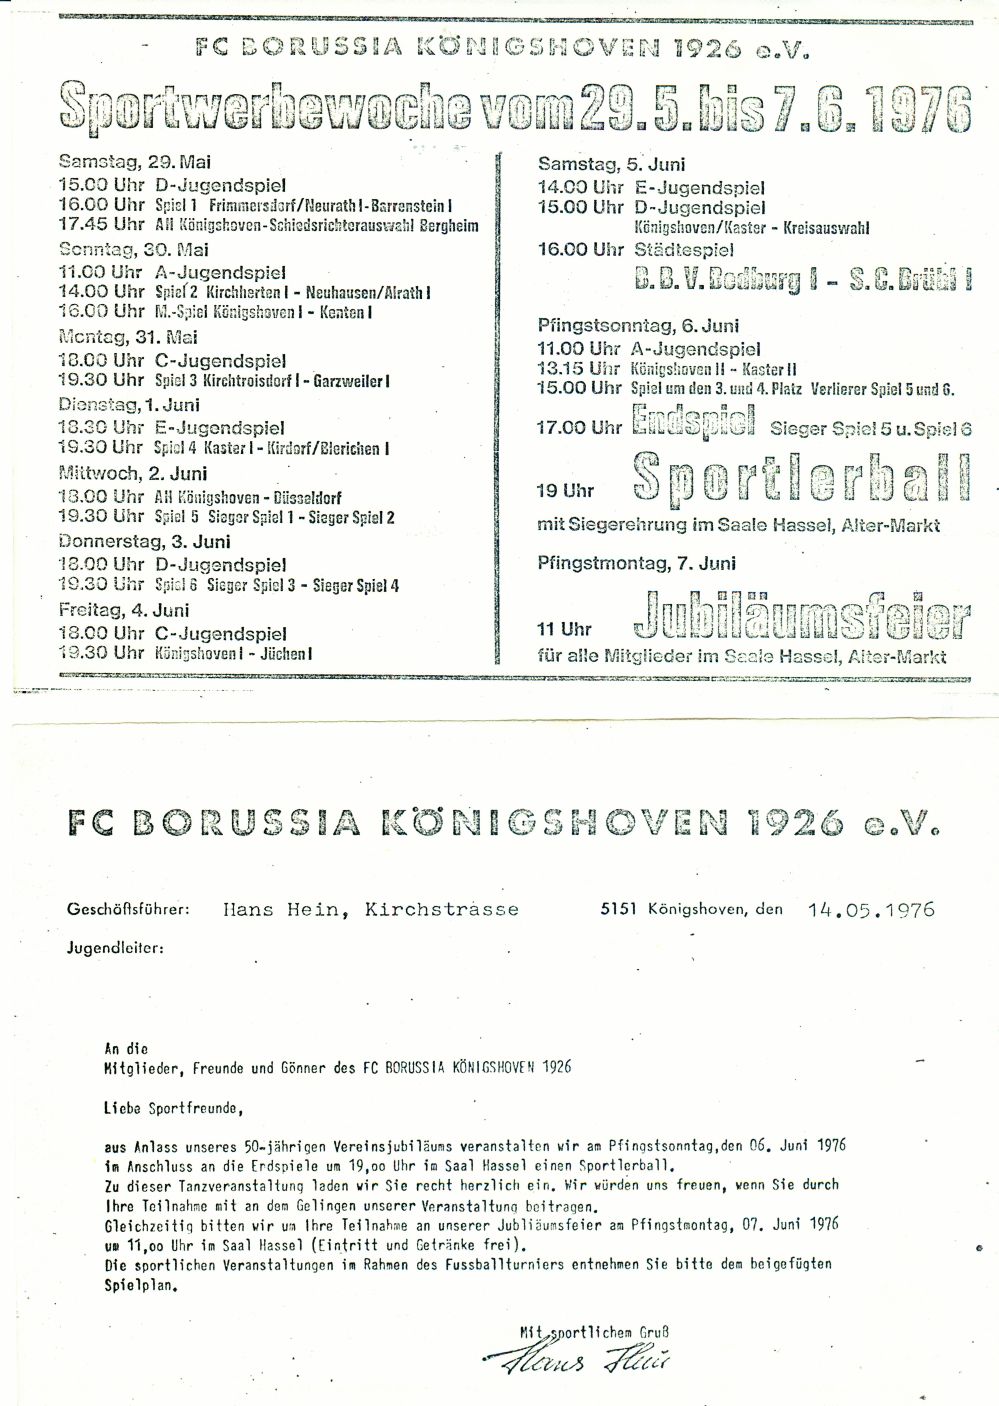 FC BORUSSIA KÖNIGSHOVEN 1926 e.V.
Sportwerbewoche vom 29.5. bis 7.6.1976
Samstag, 29. Mai
15.00 Uhr D-Jugendspiel
16.00 Uhr Spiel 1 Frimmersdorf/Neurath I - Barrenstein I
17.45 Uhr AH Königshoven - Schiedsrichterauswahl Bergheim
Sonntag, 30. Mai
11.00 Uhr A-Jugendspiel
14.00 Uhr Spiel 2 Kirchherten I - Neuhausen/Alrath I
16.00 Uhr M.-Spiel Königshoven I - Kenten I
Montag, 31. Mai
18.00 Uhr C-Jugendspiel
19.30 Uhr Spiel 3 Kirchtroisdorf I - Garzweiler I
Dienstag, 1. Juni
18.30 Uhr E-Jugendspiel
19.30 Uhr Spiel 4 Kaster I - Kirdorf/Blerichen I
Mittwoch, 2. Juni
18.00 Uhr AH Königshoven - Düsseldorf
19.30 Uhr Spiel 5 Sieger Spiel 1 - Sieger Spiel 2
Donnerstag, 3. Juni
18.00 Uhr D-Jugendspiel
19.30 Uhr Spiel 6 Sieger Spiel 3 - Sieger Spiel 4
Freitag, 4. Juni
18.00 Uhr C-Jugendspiel
19.30 Uhr Königshoven I - Jüchen I
Samstag, 5. Juni
14.00 Uhr E-Jugendspiel
15.00 Uhr D-Jugendspiel
Königshoven/Kaster - Kreisauswahl
16.00 Uhr Städtespiel
B.B.V. Bedburg I - S.C. Brühl I
Pfingstsonntag, 6. Juni
11.00 Uhr A-Jugendspiel
13.15 Uhr Königshoven II - Kaster II
15.00 Uhr Spiel um den 3. und 4. Platz Verlierer Spiel 5 und 6.
17.00 Uhr Endspiel Sieger Spiel 5 u. Spiel 6
19 Uhr Sportlerball
mit Siegerehrung im Saale Hassel, Alter-Markt
Pfingstmontag, 7. Juni
11 Uhr Jubiläumsfeier
für alle Mitglieder im Saale Hassel, Alter-Markt
FC BORUSSIA KÖNIGSHOVEN 1926 e.V.
Geschäftsführer: Hans Hein, Kirchstrasse 5151 Königshoven, den 14.05.1976
Jugendleiter:
An die
Mitglieder, Freunde und Gönner des FC BORUSSIA KÖNIGSHOVEN 1926
Liebe Sportfreunde,
aus Anlass unseres 50-jährigen Vereinsjubiläums veranstalten wir am Pfingstsonntag,den 06. Juni 1976
im Anschluss an die Erdspiele um 19,oo Uhr im Saal Hassel einen Sportlerball.
Zu dieser Tanzveranstaltung laden wir Sie recht herzlich ein. Wir würden uns freuen, wenn Sie durch
Ihre Teilnahme mit an dem Gelingen unserer Veranstaltung beitragen.
Gleichzeitig bitten wir um Ihre Teilnahme an unserer Jubliäumsfeier am Pfingstmontag, 07. Juni 1976
um 11,oo Uhr im Saal Hassel (Eintritt und Getränke frei).
Die sportlichen Veranstaltungen im Rahmen des Fussballturniers entnehmen Sie bitte dem beigefügten
Spielplan.
Mit sportlichem Gruß
Hans Hein